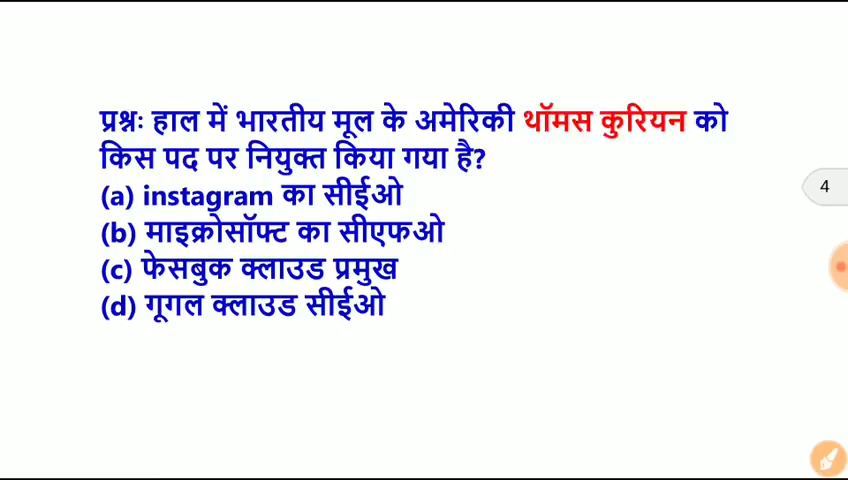 प्रश्नः हाल में भारतीय मूल के अमेरिकी थॉमस कुरियन को
किस पद पर नियुक्त किया गया है?
(a) instagram का सीईओ
(b) माइक्रोसॉफ्ट का सीएफओ
(c) फेसबुक क्लाउड प्रमुख
(d) गूगल क्लाउड सीईओ
4